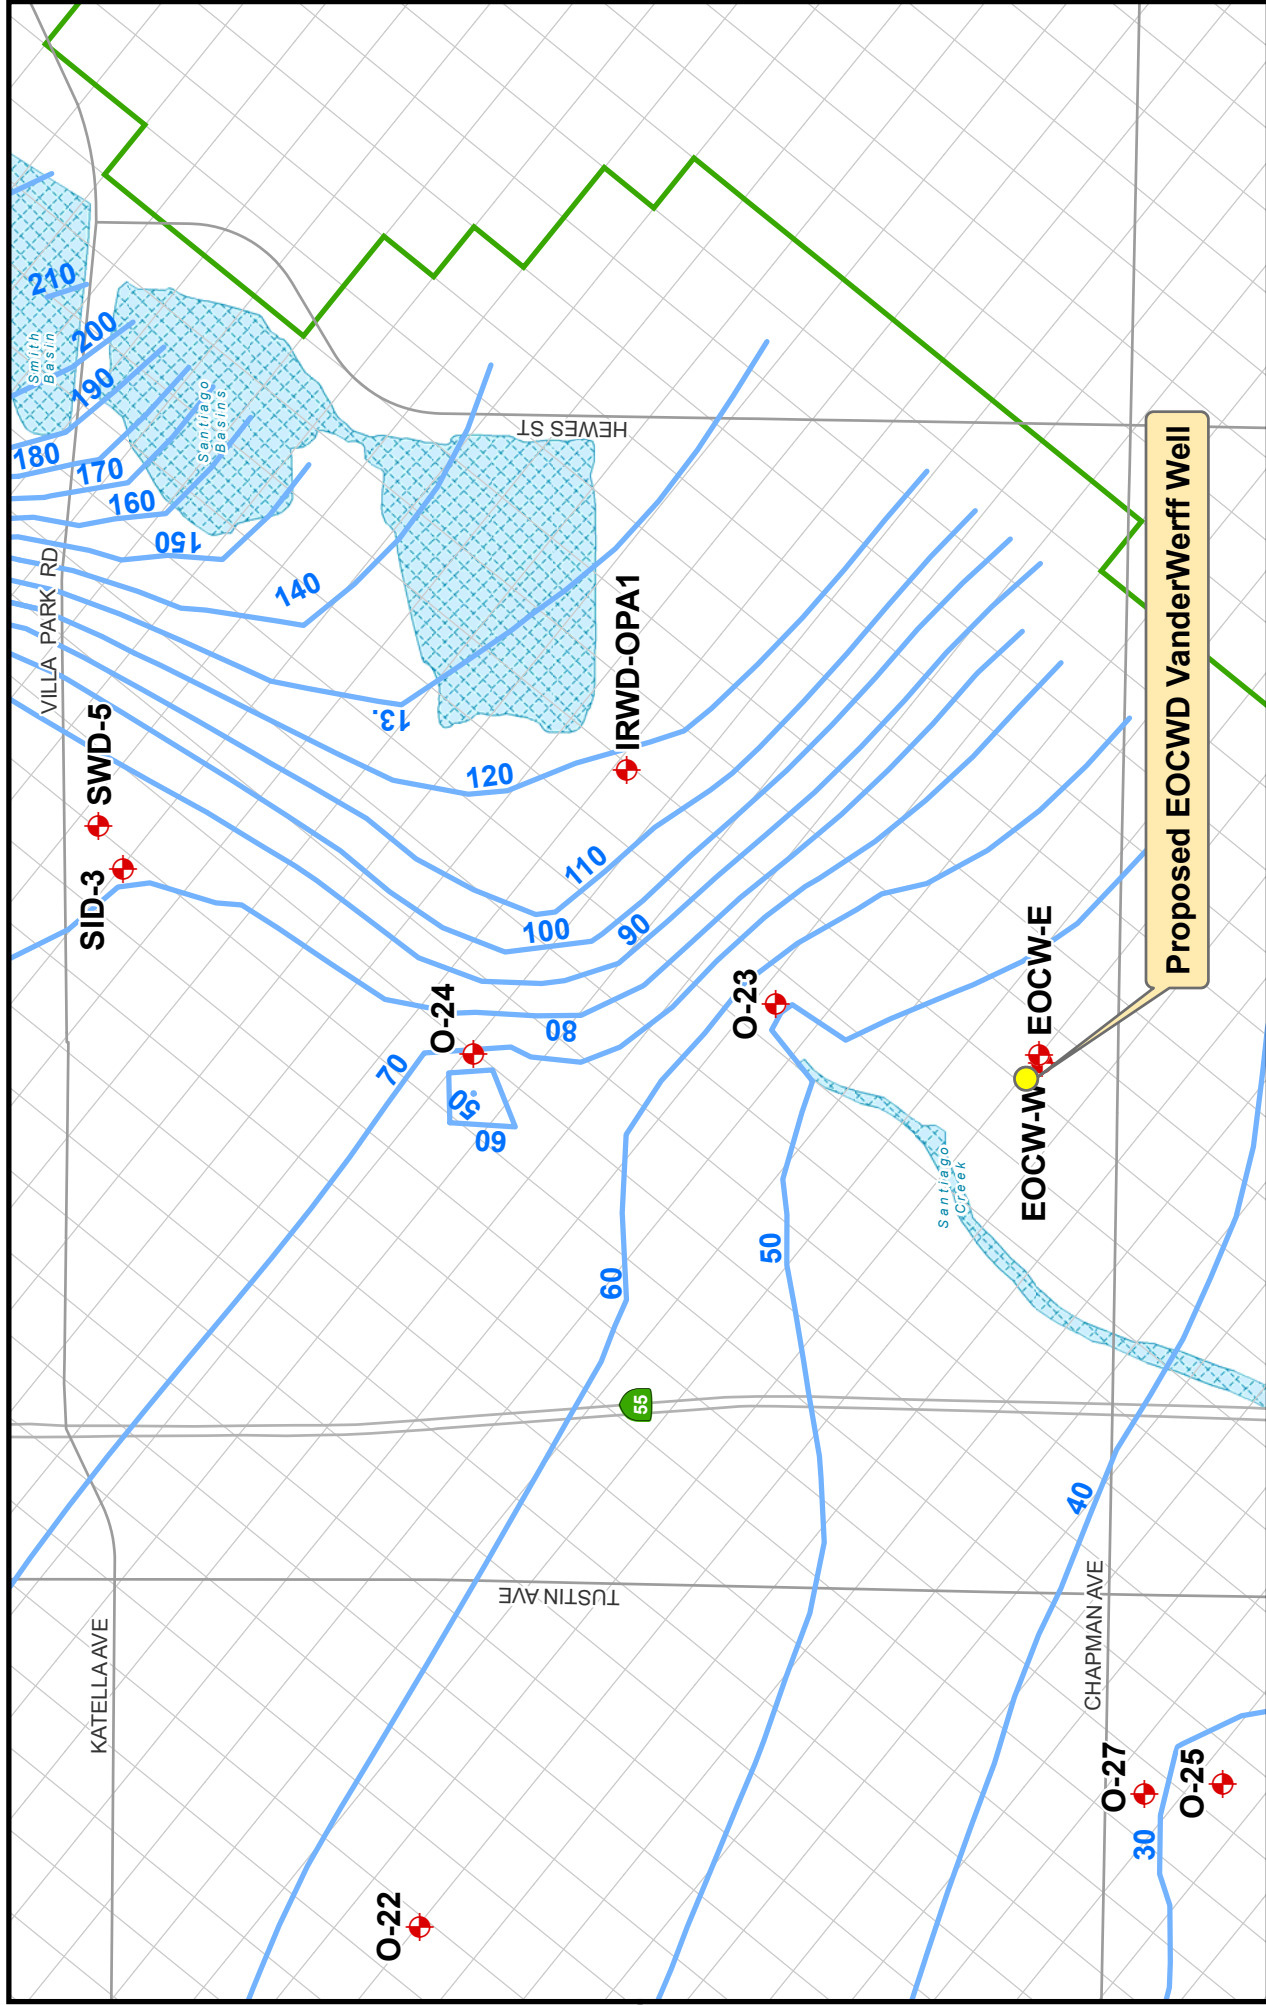 210
Smith
Basin
200
190
Santiago
Basins
180
170
160
150
HEWES ST
VILLA PARK RD
140
13.
SWD-5
IRWD-OPA1
120
SID-3
110
100
90
O-24
80
O-23
70
50
60
EOCW-E
Proposed EOCWD VanderWerff Well
EOCW-W
Santiago
Creek
60
50
55
40
TUSTIN AVE
KATELLA AVE
CHAPMAN AVE
O-27
O-25
30
O-22